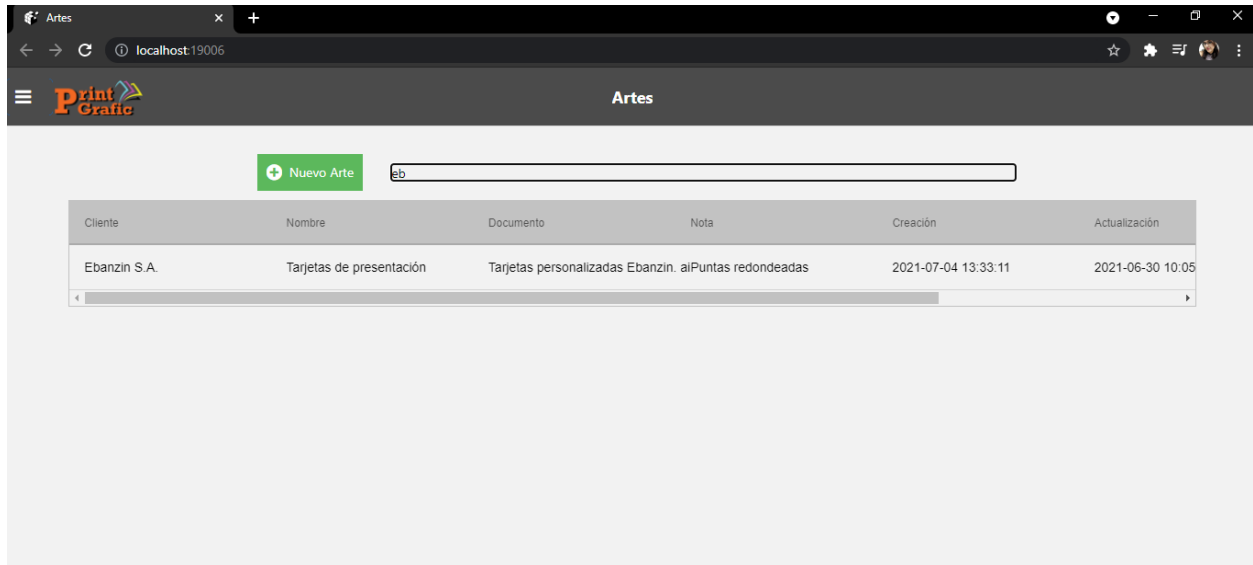 Artes
localhost:19006
Print Grafic
Artes
Nuevo Arte
eb
Cliente Nombre Documento Nota Creación Actualización
Ebanzin S.A. Tarjetas de presentación Tarjetas personalizadas Ebanzin. aiPuntas redondeadas 2021-07-04 13:33:11 2021-06-30 10:05